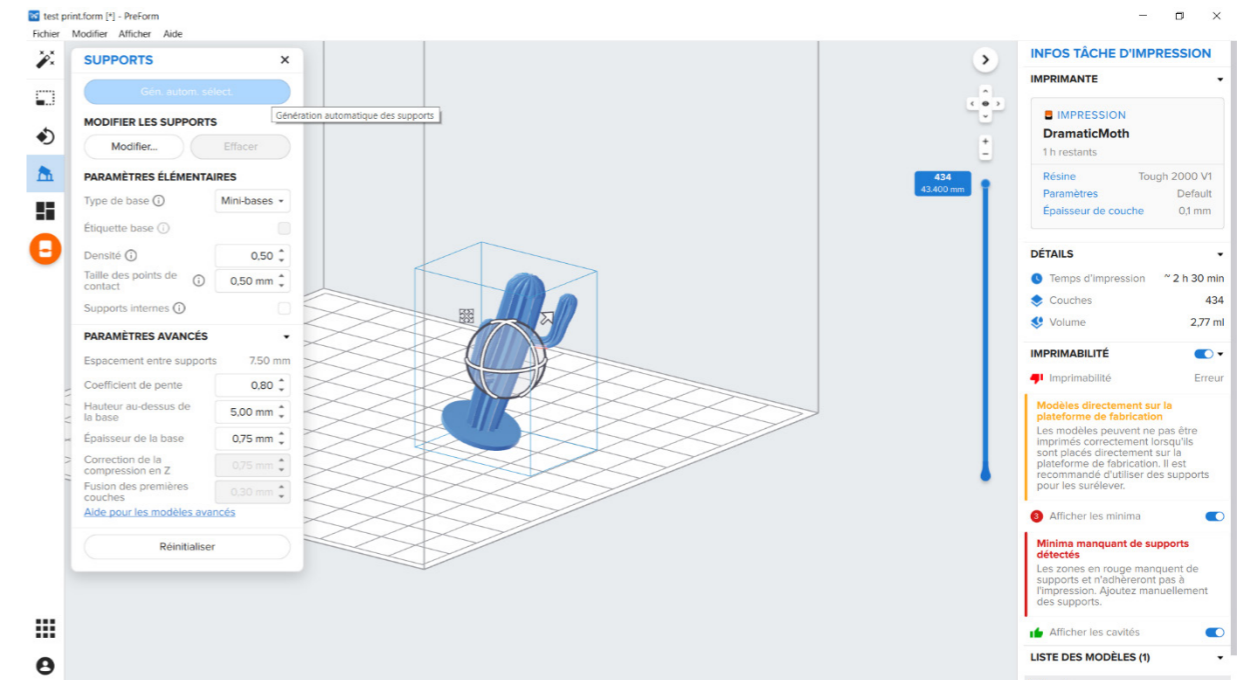 test print.form [*] - PreForm
Fichier Modifier Afficher Aide
SUPPORTS
Gén. autom. sélect.
Génération automatique des supports
MODIFIER LES SUPPORTS
Modifier...
Effacer
PARAMÈTRES ÉLÉMENTAIRES
Type de base Mini-bases
Étiquette base
Densité 0,50
Taille des points de
contact
0,50 mm
Supports internes
PARAMÈTRES AVANCÉS
Espacement entre supports 7.50 mm
Coefficient de pente 0,80
Hauteur au-dessus de
la base
5,00 mm
Épaisseur de la base 0,75 mm
Correction de la
compression en Z
0,75 mm
Fusion des premières
couches
0,30 mm
Aide pour les modèles avancés
Réinitialiser
434
43.400 mm
INFOS TÂCHE D'IMPRESSION
IMPRIMANTE
IMPRESSION
DramaticMoth
1 h restants
Résine Tough 2000 V1
Paramètres Default
Épaisseur de couche 0,1 mm
DÉTAILS
Temps d'impression ~ 2 h 30 min
Couches 434
Volume 2,77 ml
IMPRIMABILITÉ
Imprimabilité Erreur
Modèles directement sur la
plateforme de fabrication
Les modèles peuvent ne pas être
imprimés correctement lorsqu'ils
sont placés directement sur la
plateforme de fabrication. Il est
recommandé d'utiliser des supports
pour les surélever.
3 Afficher les minima
Minima manquant de supports
détectés
Les zones en rouge manquent de
supports et n'adhèreront pas à
l'impression. Ajoutez manuellement
des supports.
Afficher les cavités
LISTE DES MODÈLES (1)